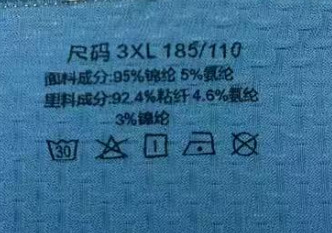 尺码 3XL 185/110
面料成分:95%锦纶 5%氨纶
里料成分:92.4%粘纤 4.6%氨纶
3%锦纶
30